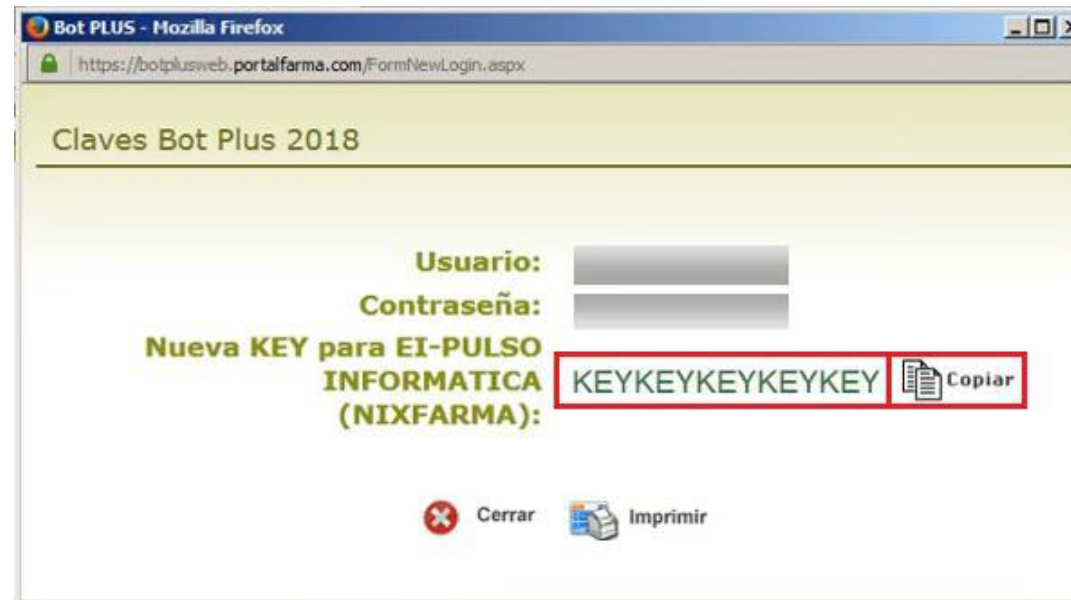 Bot PLUS - Mozilla Firefox
https://botplusweb.portalfarma.com/FormNewLogin.aspx
Claves Bot Plus 2018
Usuario:
Contraseña:
Nueva KEY para EI-PULSO
INFORMATICA
(NIXFARMA):
KEYKEYKEYKEYKEY Copiar
Cerrar Imprimir